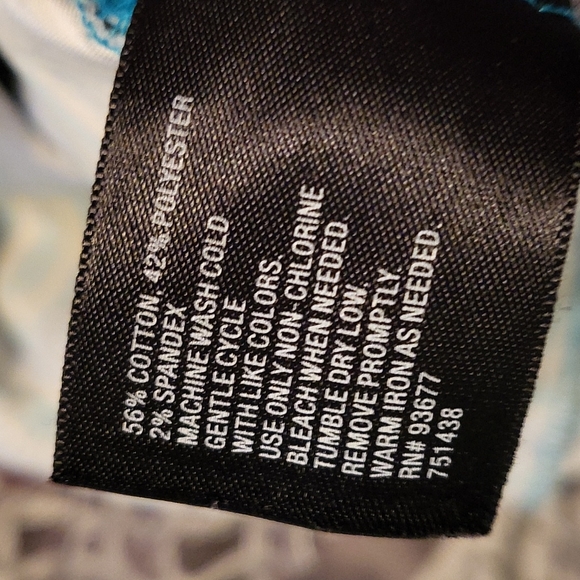 56% COTTON, 42% POLYESTER
2% SPANDEX
MACHINE WASH COLD
GENTLE CYCLE
WITH LIKE COLORS.
USE ONLY NON- CHLORINE
BLEACH WHEN NEEDED
TUMBLE DRY LOW.
REMOVE PROMPTLY.
WARM IRON AS NEEDED.
RN# 93677
751438